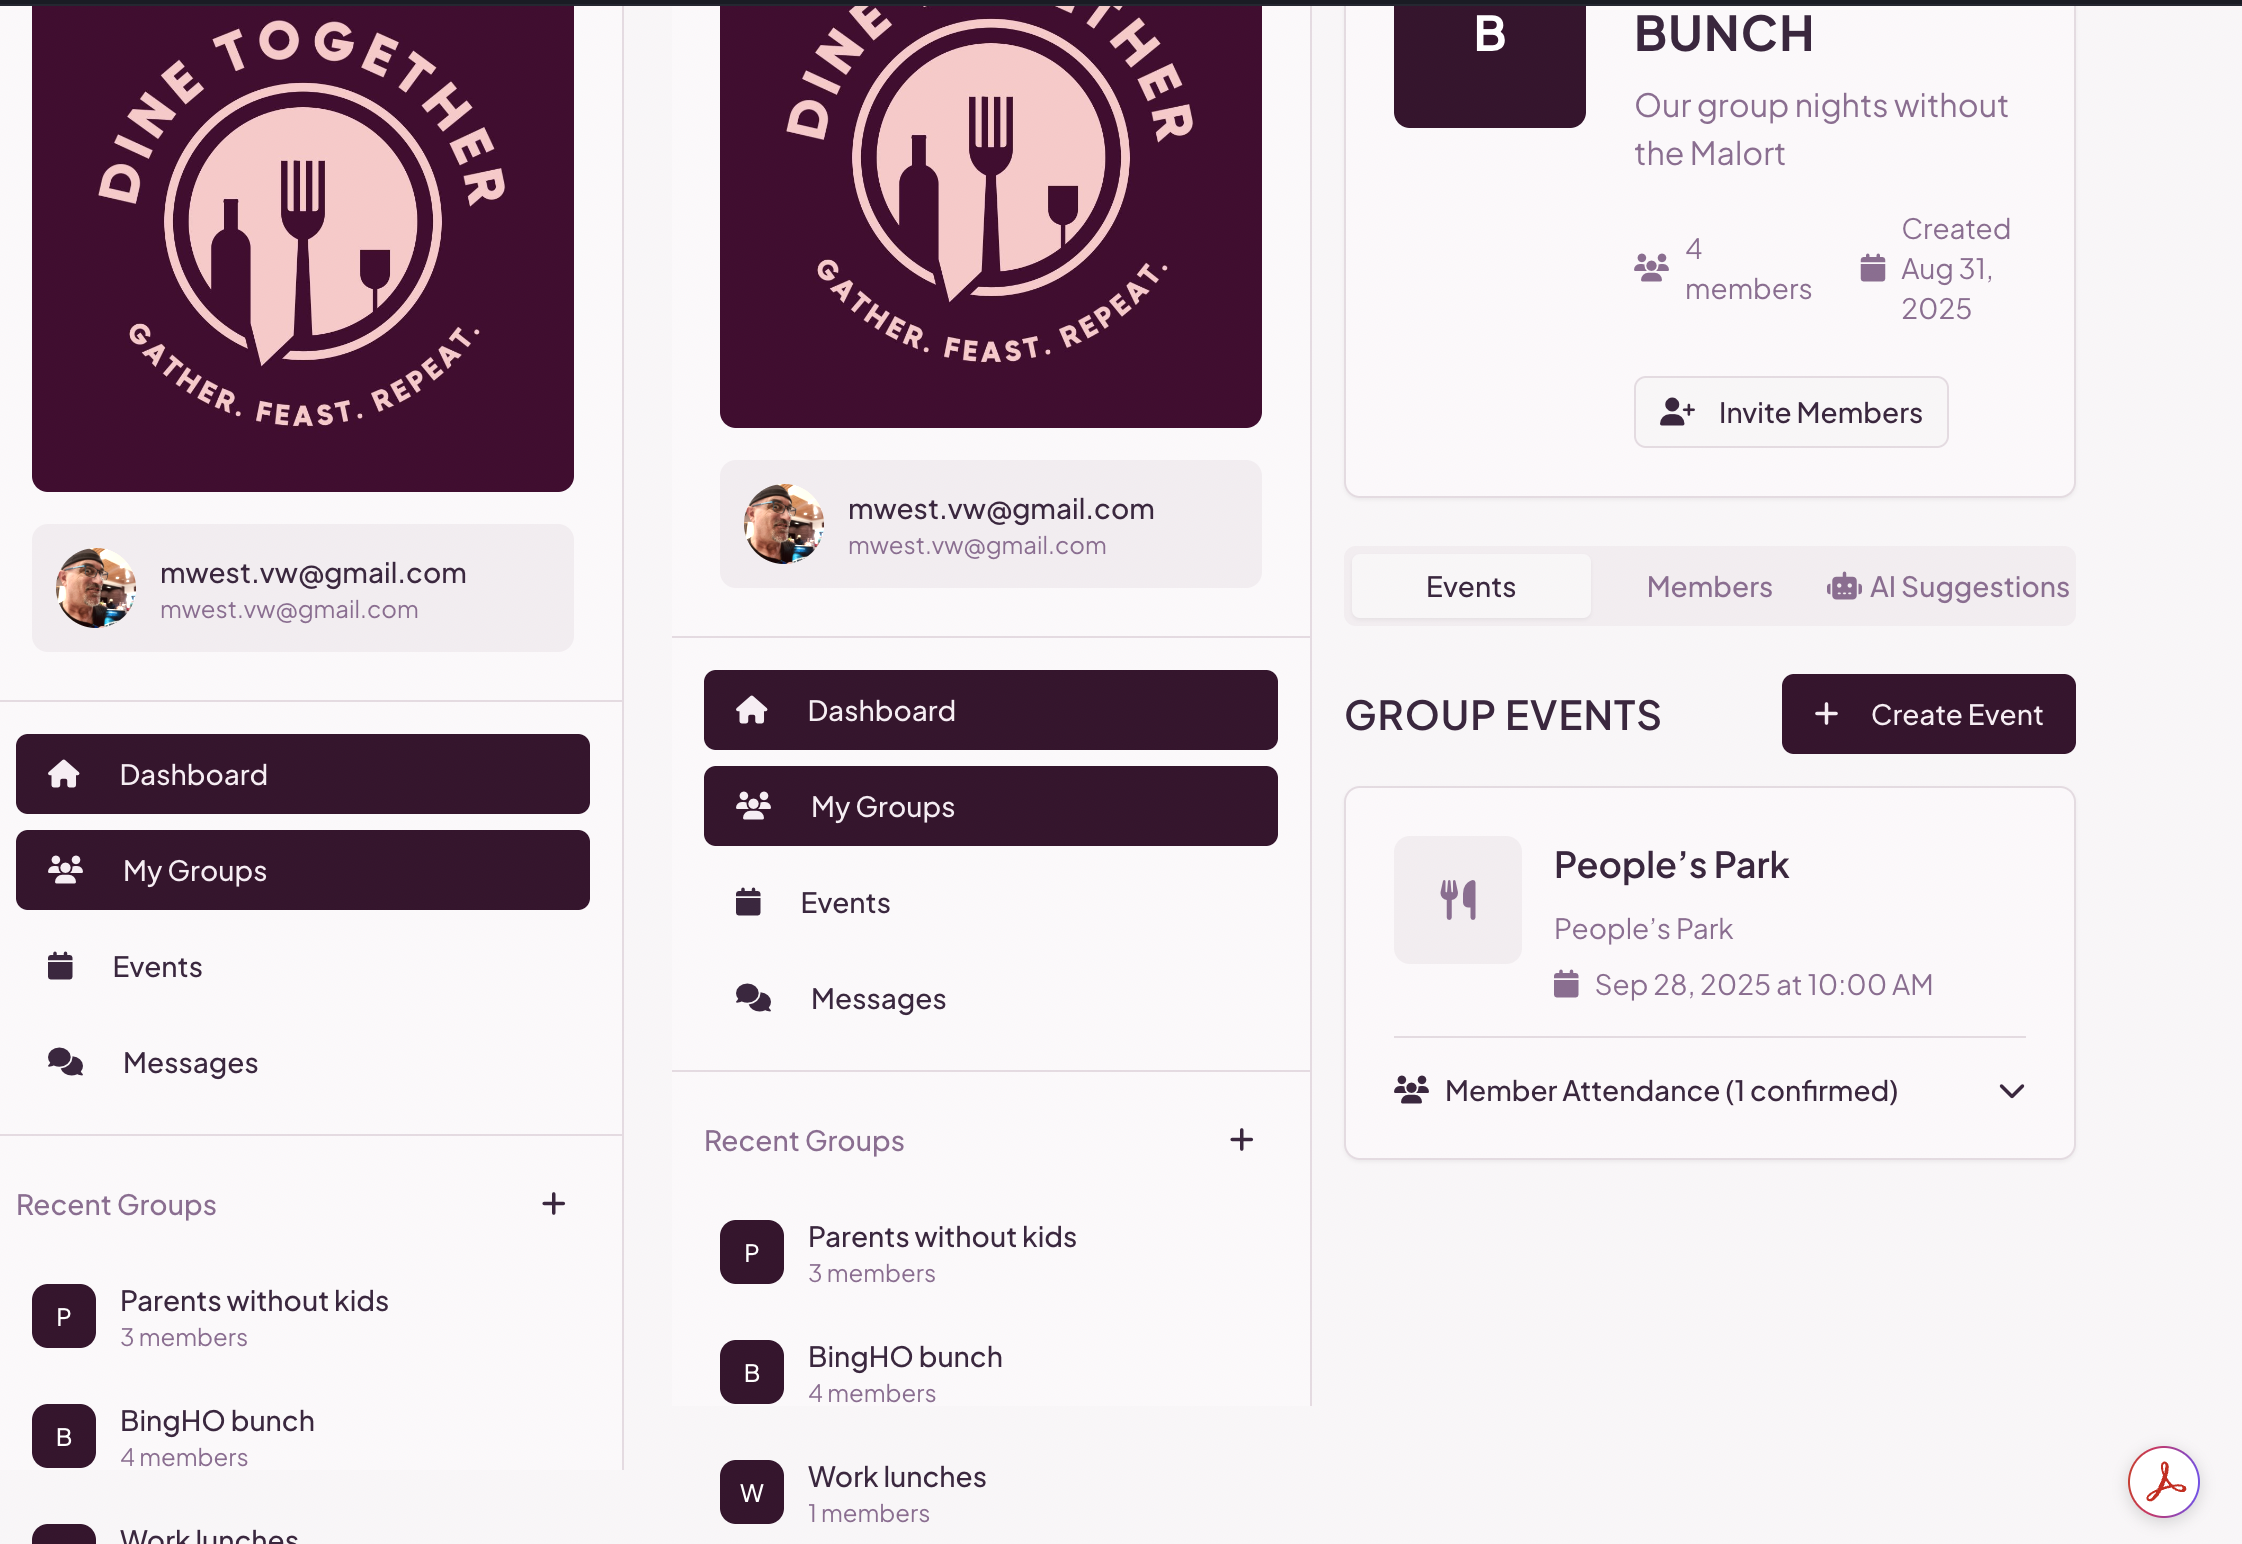 DINE TOGETHER
GATHER. FEAST. REPEAT.
mwest.vw@gmail.com
mwest.vw@gmail.com
Dashboard
My Groups
Events
Messages
Recent Groups
P
Parents without kids
3 members
B
BingHO bunch
4 members
Work lunches
DINE TOGETHER
GATHER. FEAST. REPEAT.
mwest.vw@gmail.com
mwest.vw@gmail.com
Dashboard
My Groups
Events
Messages
Recent Groups
P
Parents without kids
3 members
B
BingHO bunch
4 members
W
Work lunches
1 members
B
BUNCH
Our group nights without
the Malort
4
members
Created
Aug 31,
2025
Invite Members
Events
Members
AI Suggestions
GROUP EVENTS
Create Event
People’s Park
People’s Park
Sep 28, 2025 at 10:00 AM
Member Attendance (1 confirmed)